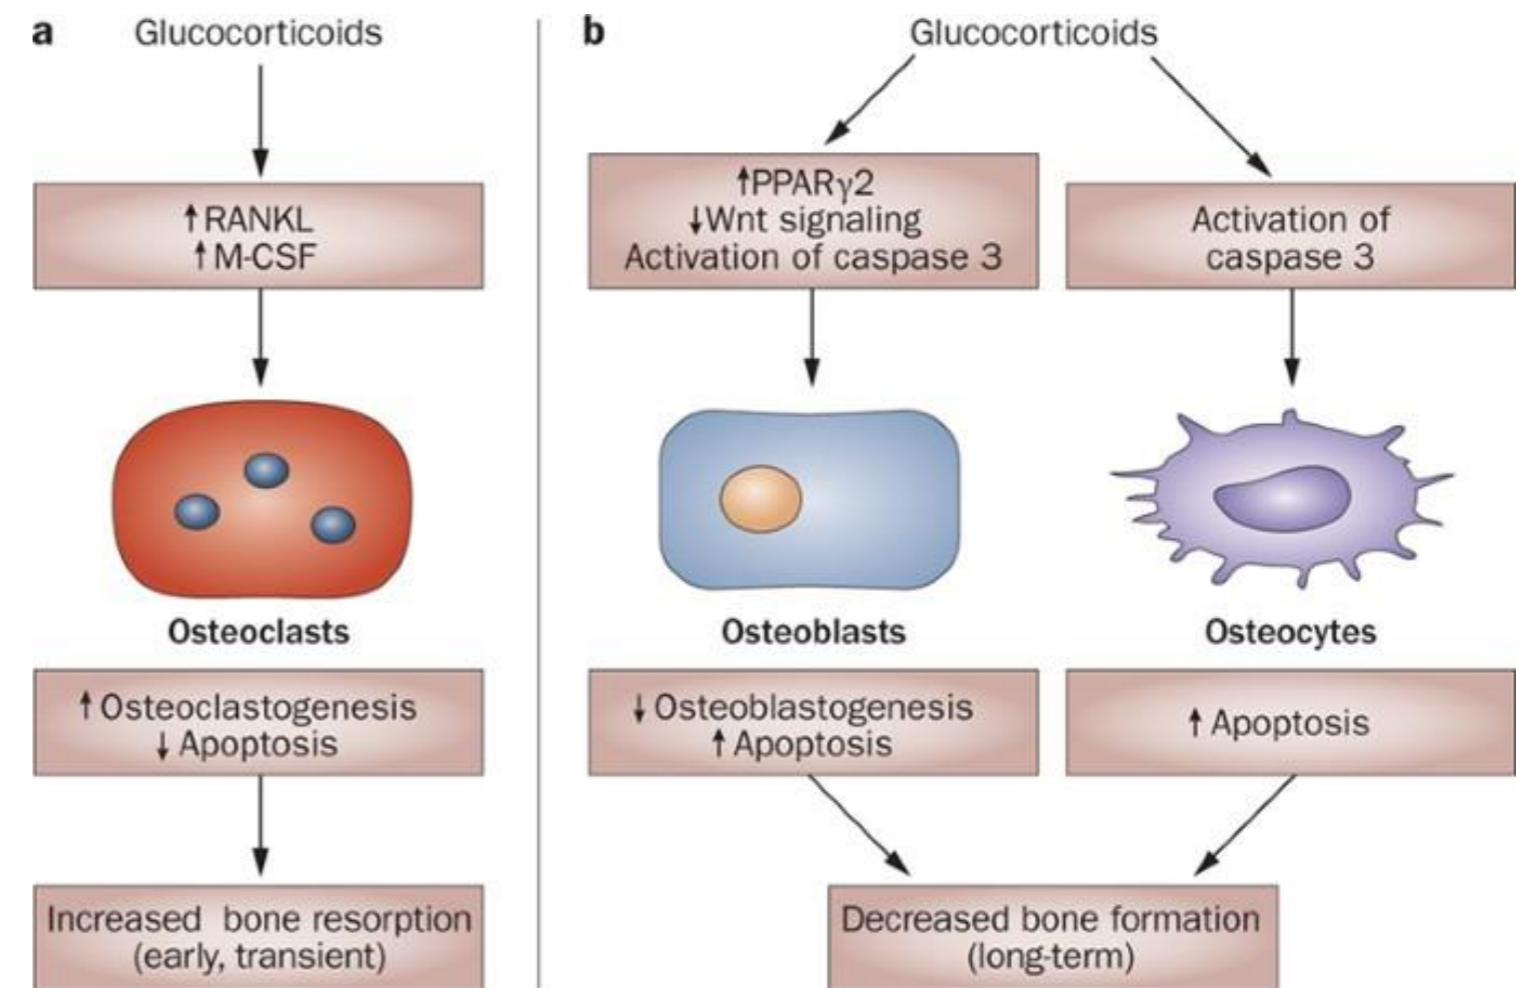 a
Glucocorticoids
↑RANKL
↑M-CSF
Osteoclasts
↑Osteoclastogenesis
↓Apoptosis
Increased bone resorption
(early, transient)
b
Glucocorticoids
↑PPARγ2
↓Wnt signaling
Activation of caspase 3
Activation of
caspase 3
Osteoblasts
Osteocytes
↓Osteoblastogenesis
↑Apoptosis
↑Apoptosis
Decreased bone formation
(long-term)